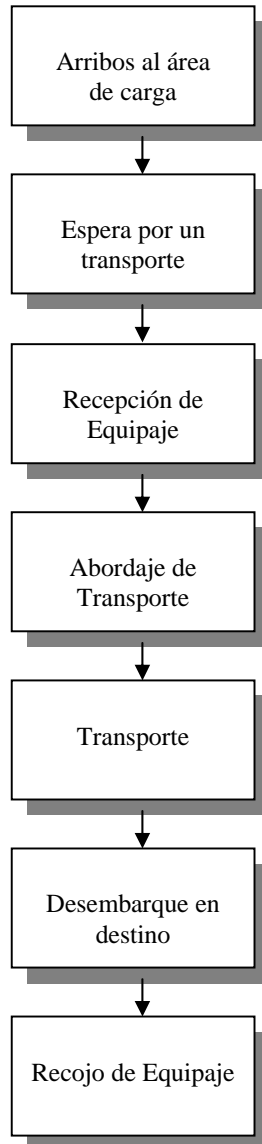 Arribos al área
de carga
Espera por un
transporte
Recepción de
Equipaje
Abordaje de
Transporte
Transporte
Desembarque en
destino
Recojo de Equipaje